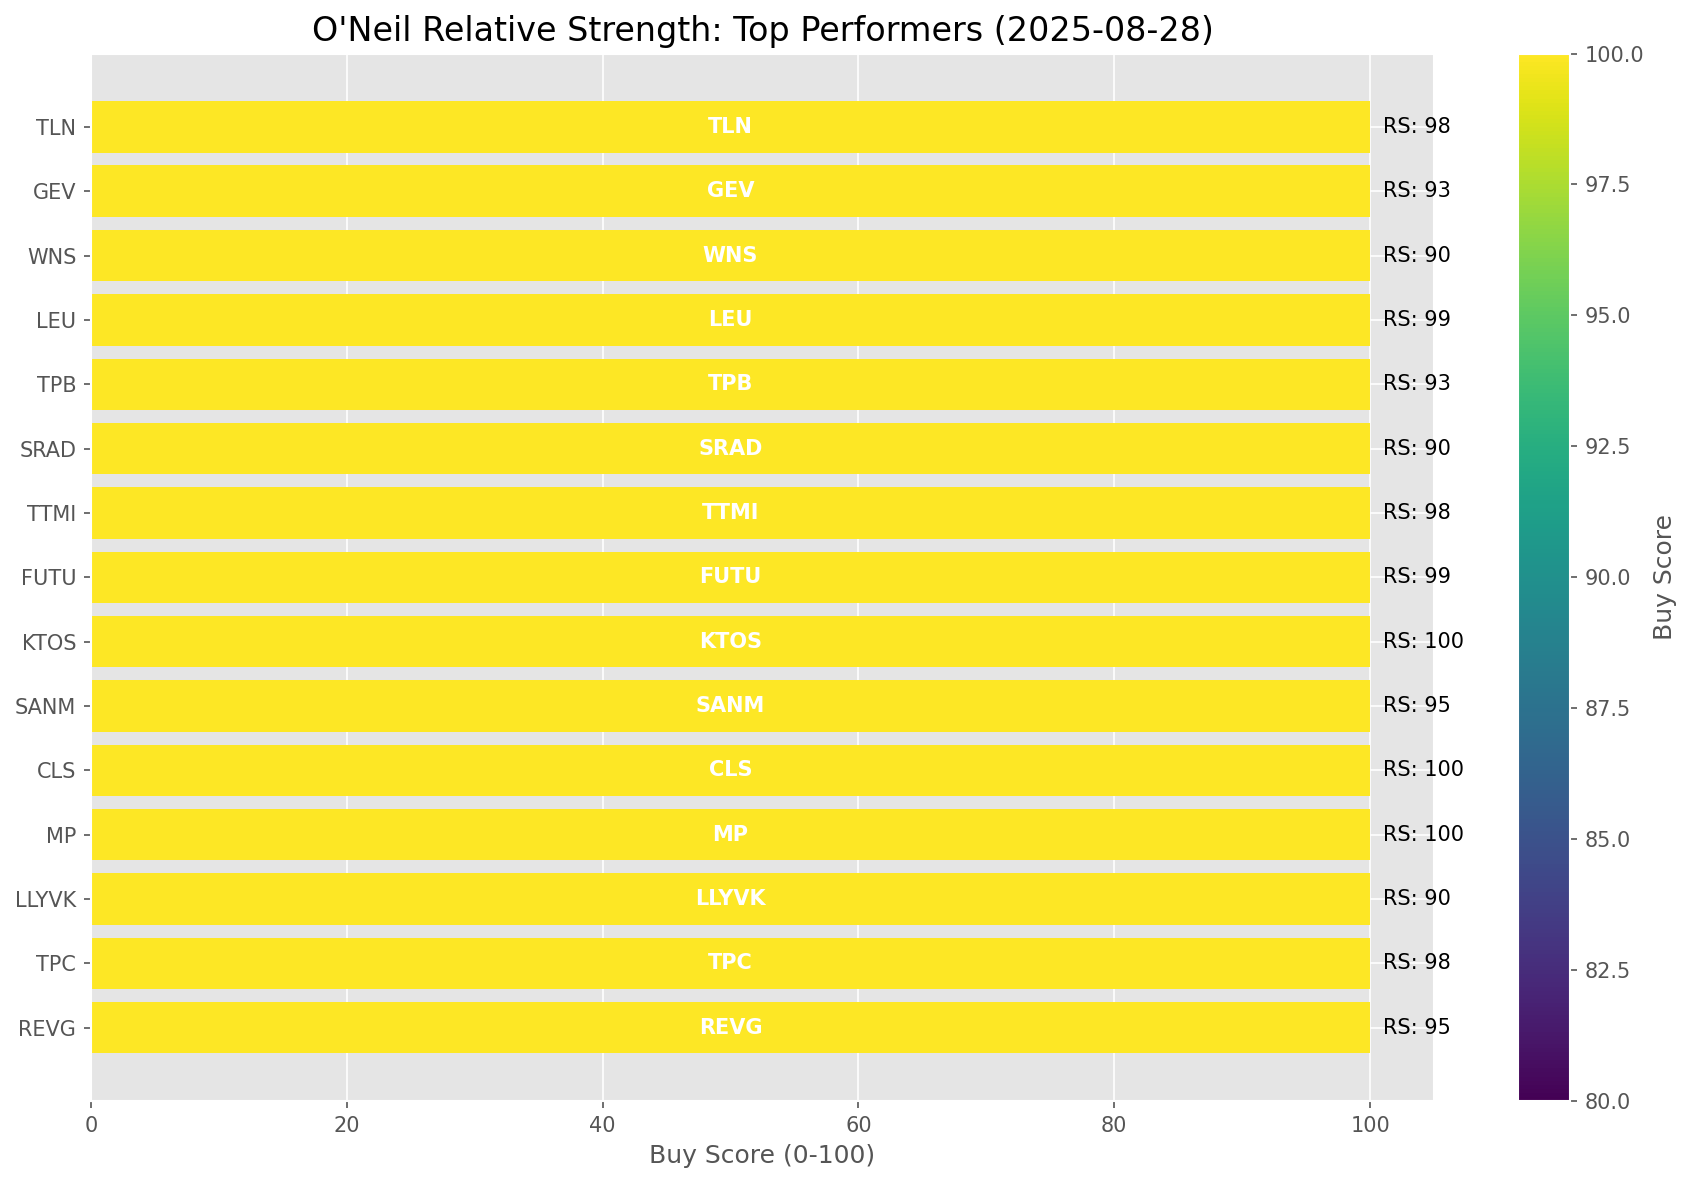 O'Neil Relative Strength: Top Performers (2025-08-28)
TLN TLN RS: 98
GEV GEV RS: 93
WNS WNS RS: 90
LEU LEU RS: 99
TPB TPB RS: 93
SRAD SRAD RS: 90
TTMI TTMI RS: 98
FUTU FUTU RS: 99
KTOS KTOS RS: 100
SANM SANM RS: 95
CLS CLS RS: 100
MP MP RS: 100
LLYVK LLYVK RS: 90
TPC TPC RS: 98
REVG REVG RS: 95
0 20 40 60 80 100
Buy Score (0-100)
100.0
97.5
95.0
92.5
90.0
87.5
85.0
82.5
80.0
Buy Score